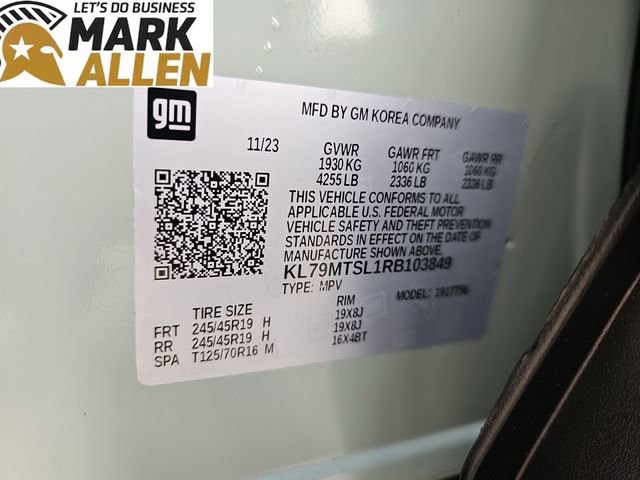 LET'S DO BUSINESS
MARK
ALLEN
gm
MFD BY GM KOREA COMPANY
11/23
GVWR GAWR FRT GAWR RR
1930 KG 1060 KG 1060 KG
4255 LB 2336 LB 2336 LB
THIS VEHICLE CONFORMS TO ALL
APPLICABLE U.S. FEDERAL MOTOR
VEHICLE SAFETY AND THEFT PREVENTION
STANDARDS IN EFFECT ON THE DATE OF
MANUFACTURE SHOWN ABOVE.
KL79MTSL1RB103849
TYPE: MPV MODEL:
TIRE SIZE RIM
FRT 245/45R19 H 19X8J
RR 245/45R19 H 19X8J
SPA T125/70R16 M 16X4BT